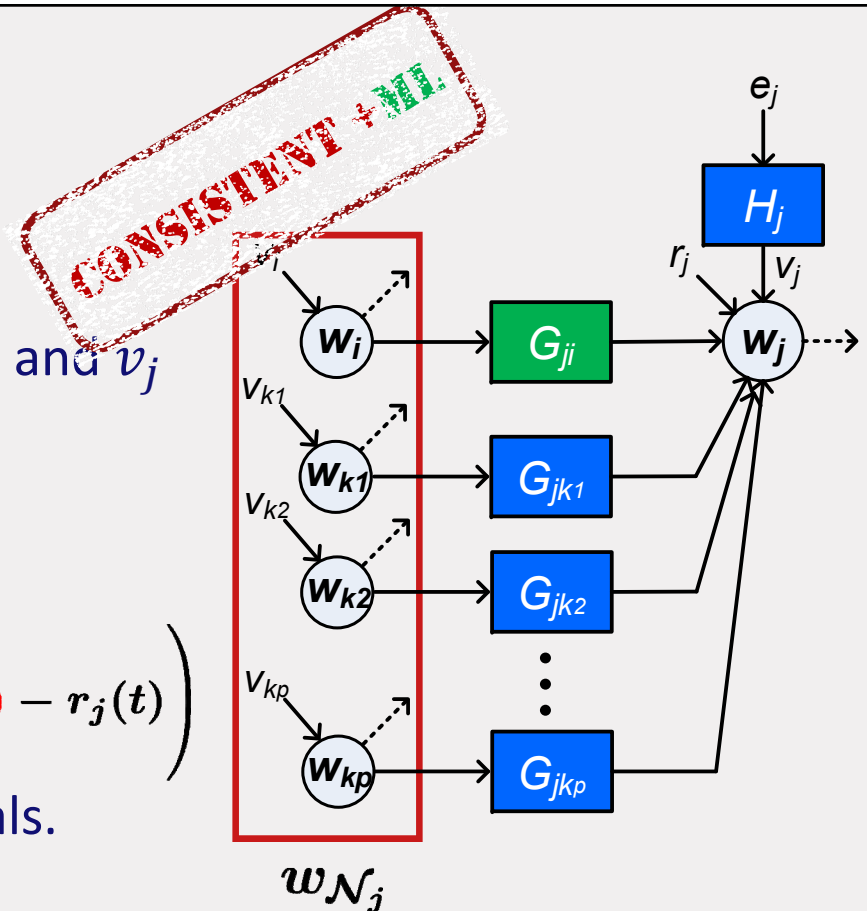 CONSISTENT + ML
e_j
H_j
r_j
v_j
w_i
G_ji
w_j
and v_j
v_k1
w_k1
G_jk1
v_k2
w_k2
G_jk2
− r_j(t) )
v_kp
w_kp
G_jkp
als.
w_𝒩_j